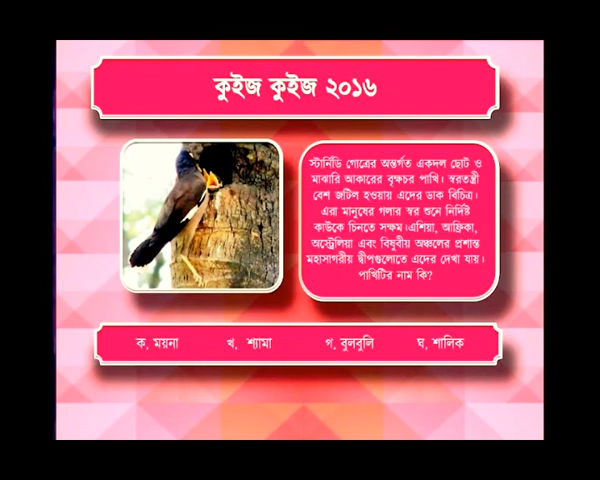 কুইজ কুইজ ২০১৬
স্টার্নিডি গোত্রের অন্তর্গত একদল ছোট ও
মাঝারি আকারের বৃক্ষচর পাখি। স্বরতন্ত্রী
বেশ জটিল হওয়ায় এদের ডাক বিচিত্র।
এরা মানুষের গলার স্বর শুনে নির্দিষ্ট
কাউকে চিনতে সক্ষম।এশিয়া, আফ্রিকা,
অস্ট্রেলিয়া এবং বিষুবীয় অঞ্চলের প্রশান্ত
মহাসাগরীয় দ্বীপগুলোতে এদের দেখা যায়।
পাখিটির নাম কি?
ক. ময়না খ. শ্যামা গ. বুলবুলি ঘ. শালিক